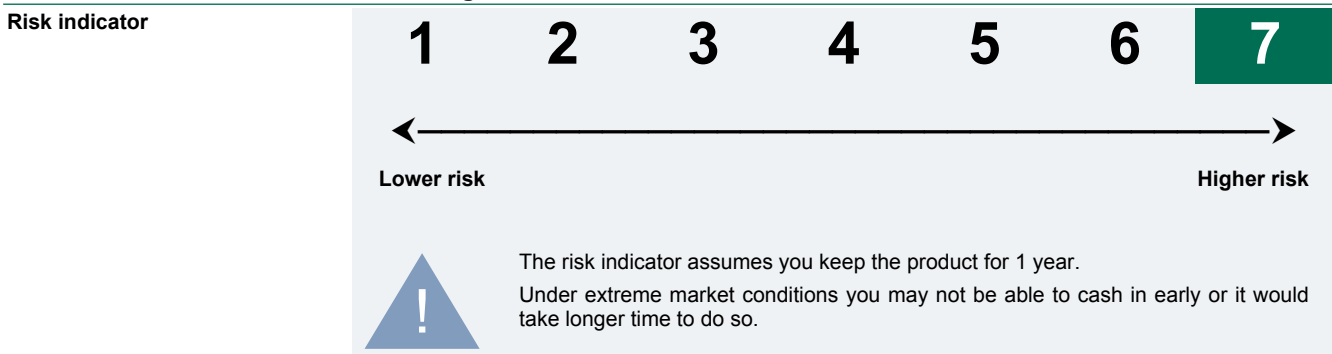 Risk indicator
1 2 3 4 5 6 7
Lower risk Higher risk
!
The risk indicator assumes you keep the product for 1 year.
Under extreme market conditions you may not be able to cash in early or it would
take longer time to do so.